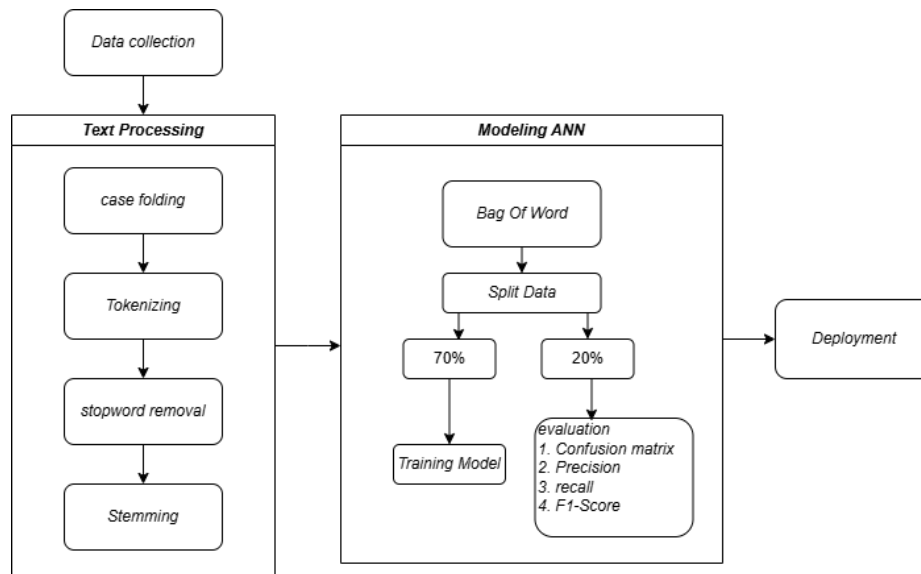 Data collection
Text Processing
case folding
Tokenizing
stopword removal
Stemming
Modeling ANN
Bag Of Word
Split Data
70%
20%
Training Model
evaluation
1. Confusion matrix
2. Precision
3. recall
4. F1-Score
Deployment